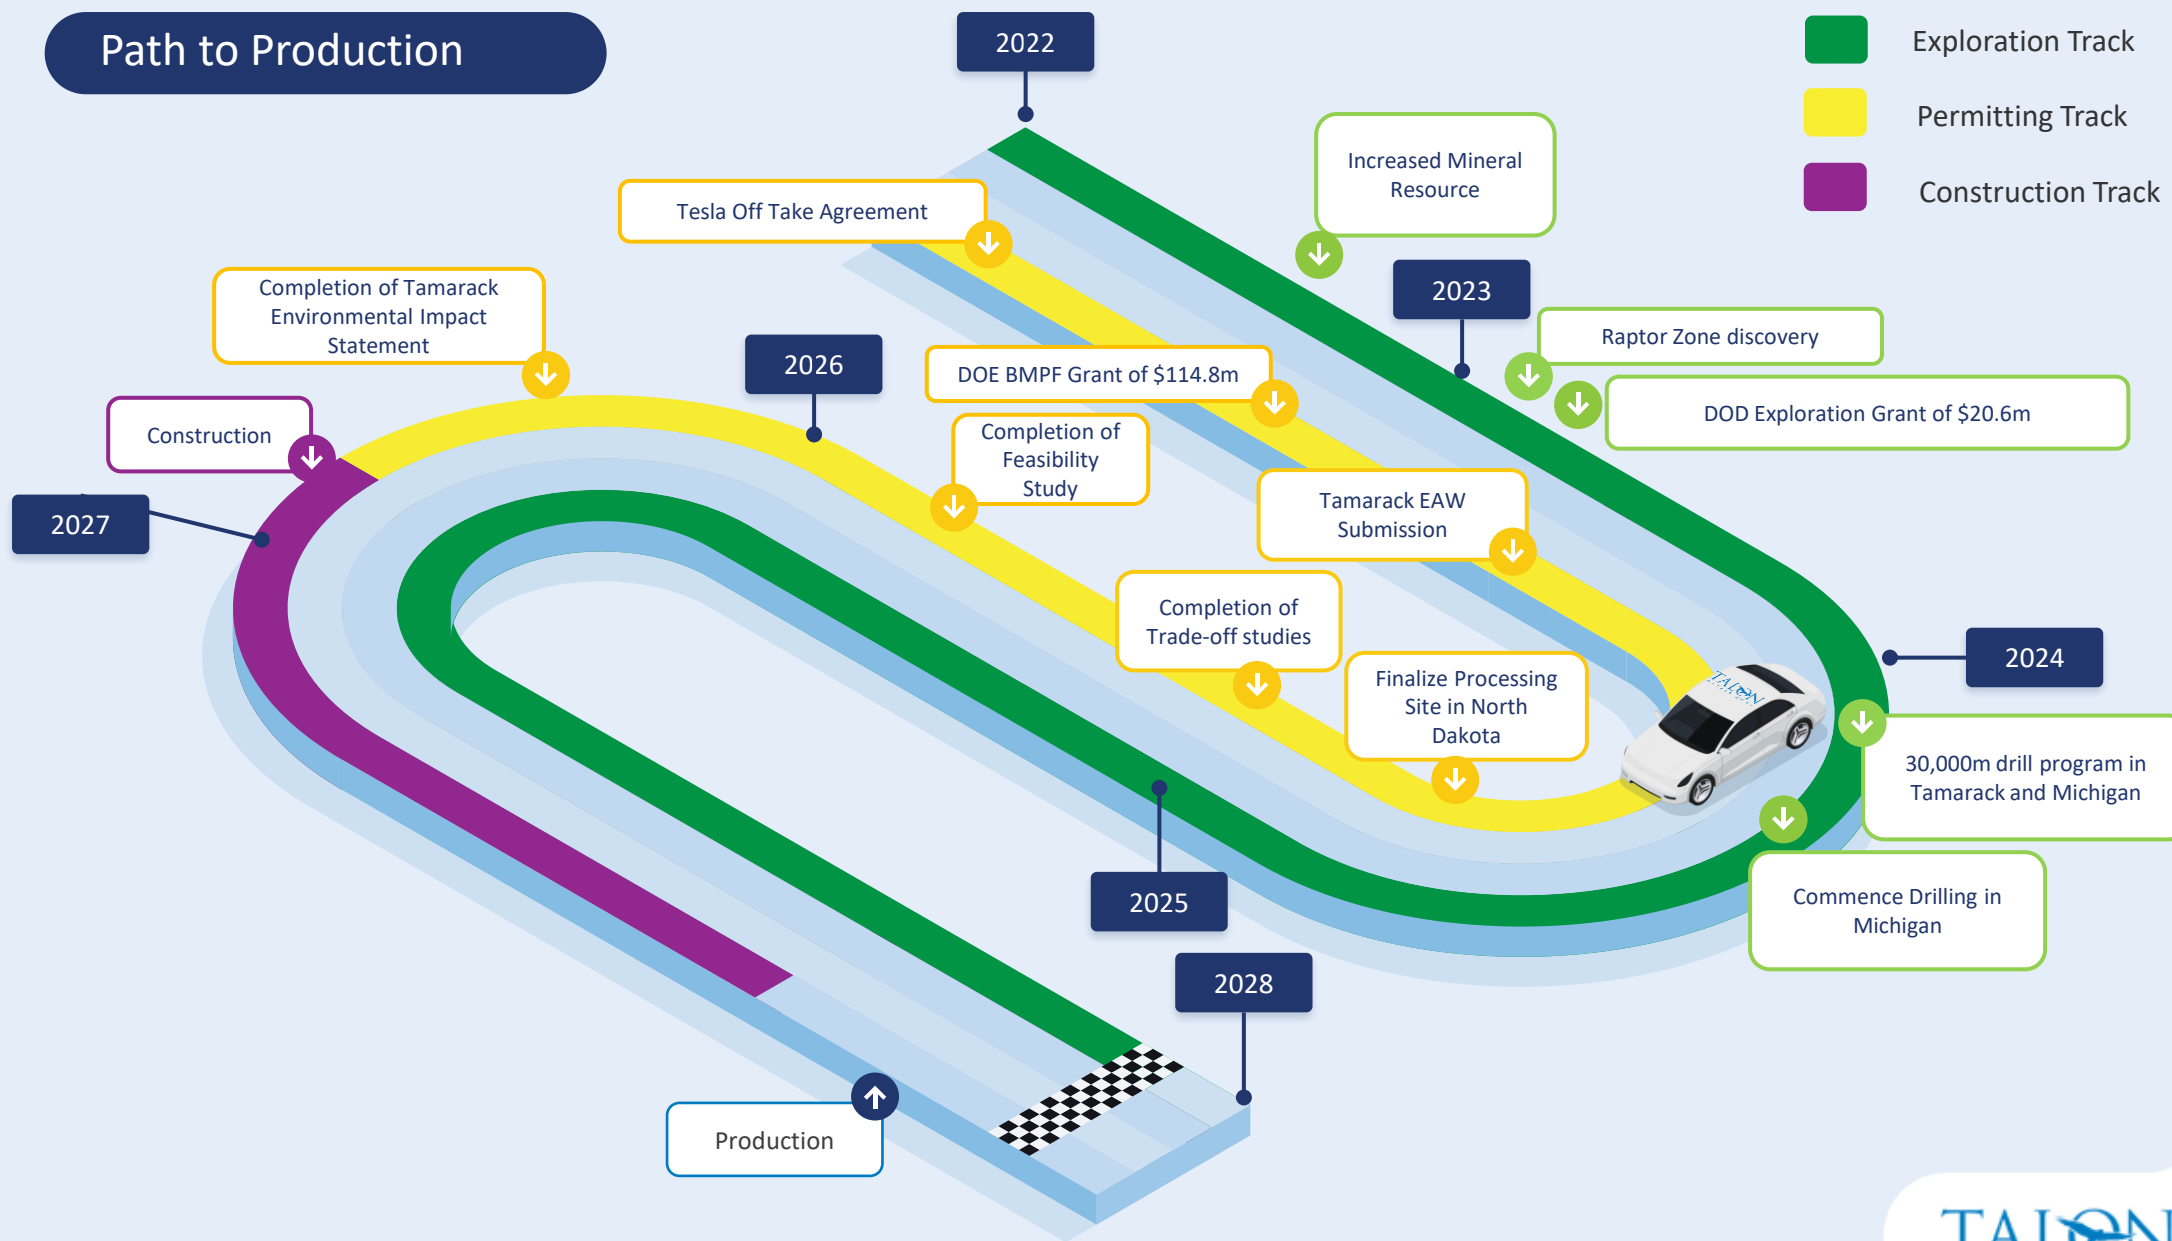 Path to Production
2022
Exploration Track
Permitting Track
Construction Track
Increased Mineral
Resource
Tesla Off Take Agreement
2023
Completion of Tamarack
Environmental Impact
Statement
Raptor Zone discovery
2026
DOE BMPF Grant of $114.8m
DOD Exploration Grant of $20.6m
Construction
Completion of
Feasibility
Study
2027
Tamarack EAW
Submission
Completion of
Trade-off studies
2024
Finalize Processing
Site in North
Dakota
TALON
30,000m drill program in
Tamarack and Michigan
2025
Commence Drilling in
Michigan
2028
Production
TALON